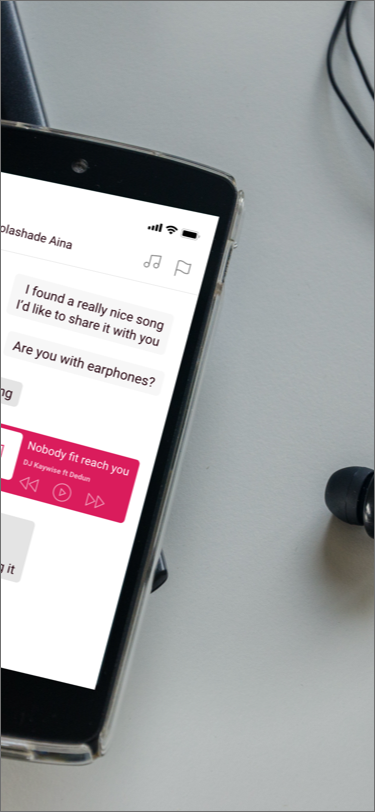 olashade Aina
I found a really nice song
I'd like to share it with you
Are you with earphones?
ng
Nobody fit reach you
DJ Kaywise ft Dedun
g it